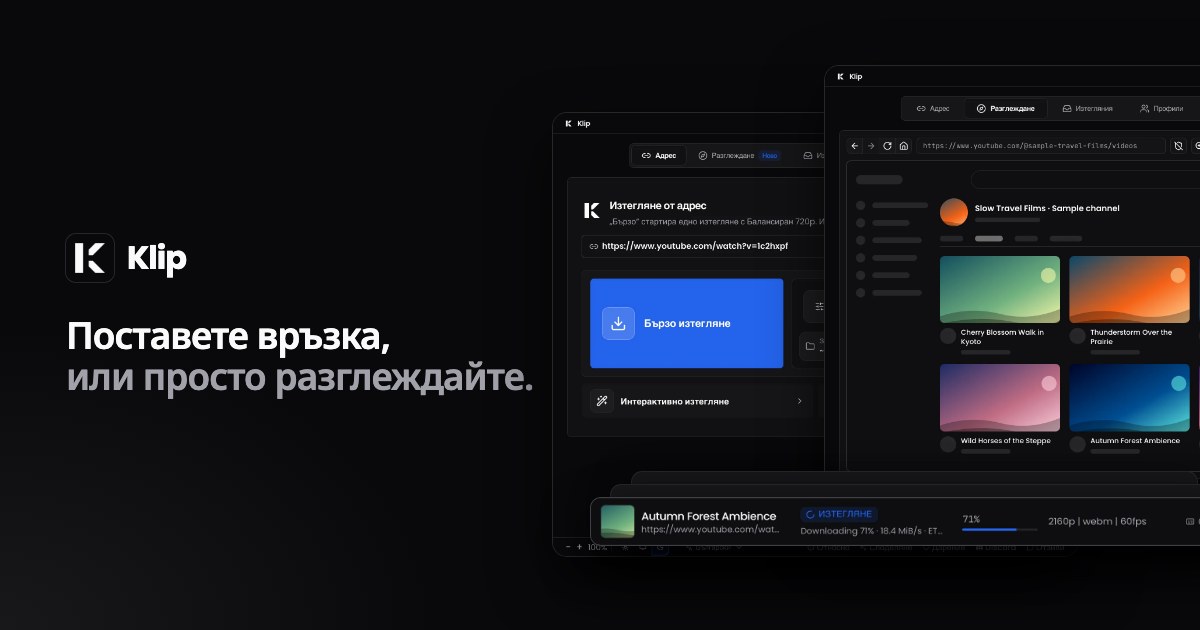 Klip
Поставете връзка,
или просто разглеждайте.
Klip
Адрес
Разглеждане
Ново
Изтегляне от адрес
„Бързо“ стартира едно изтегляне с Балансиран 720p.
https://www.youtube.com/watch?v=1c2hxpf
Бързо изтегляне
Интерактивно изтегляне
Klip
Адрес
Разглеждане
Изтегляния
Профили
https://www.youtube.com/@sample-travel-films/videos
Slow Travel Films · Sample channel
Cherry Blossom Walk in
Kyoto
Thunderstorm Over the
Prairie
Wild Horses of the Steppe
Autumn Forest Ambience
Autumn Forest Ambience
https://www.youtube.com/wat...
ИЗТЕГЛЯНЕ
Downloading 71% · 18.4 MiB/s · ET...
71%
2160p | webm | 60fps
− + 100%